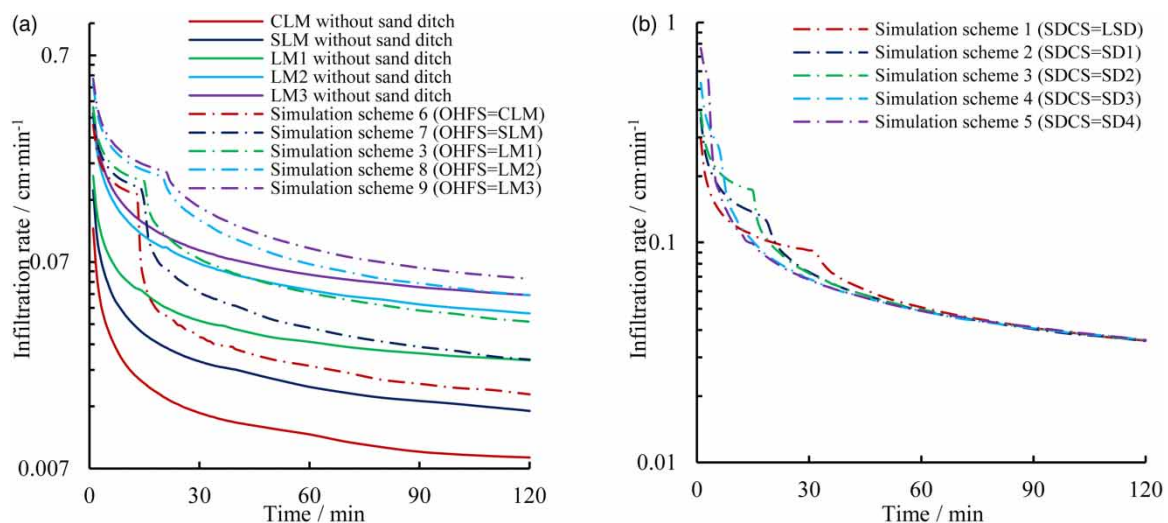 (a)
0.7
0.07
0.007
Infiltration rate / cm·min⁻¹
CLM without sand ditch
SLM without sand ditch
LM1 without sand ditch
LM2 without sand ditch
LM3 without sand ditch
Simulation scheme 6 (OHFS=CLM)
Simulation scheme 7 (OHFS=SLM)
Simulation scheme 3 (OHFS=LM1)
Simulation scheme 8 (OHFS=LM2)
Simulation scheme 9 (OHFS=LM3)
0 30 60 90 120
Time / min
(b)
1
0.1
0.01
Infiltration rate / cm·min⁻¹
Simulation scheme 1 (SDCS=LSD)
Simulation scheme 2 (SDCS=SD1)
Simulation scheme 3 (SDCS=SD2)
Simulation scheme 4 (SDCS=SD3)
Simulation scheme 5 (SDCS=SD4)
0 30 60 90 120
Time / min